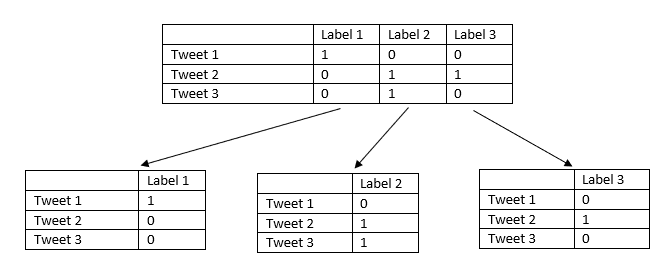 Label 1 Label 2 Label 3
Tweet 1 1 0 0
Tweet 2 0 1 1
Tweet 3 0 1 0
Label 1
Tweet 1 1
Tweet 2 0
Tweet 3 0
Label 2
Tweet 1 0
Tweet 2 1
Tweet 3 1
Label 3
Tweet 1 0
Tweet 2 1
Tweet 3 0